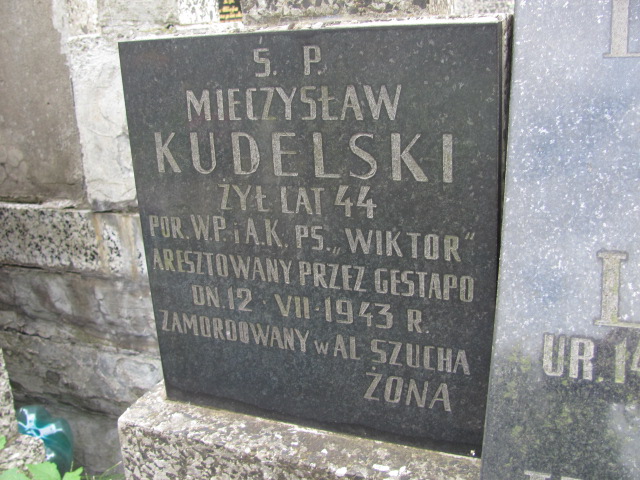 Ś. P.
MIECZYSŁAW
KUDELSKI
ŻYŁ LAT 44
POR. W.P. i A.K. PS. „WIKTOR"
ARESZTOWANY PRZEZ GESTAPO
DN. 12 · VII · 1943 R.
ZAMORDOWANY W AL SZUCHA
ŻONA
UR. 14